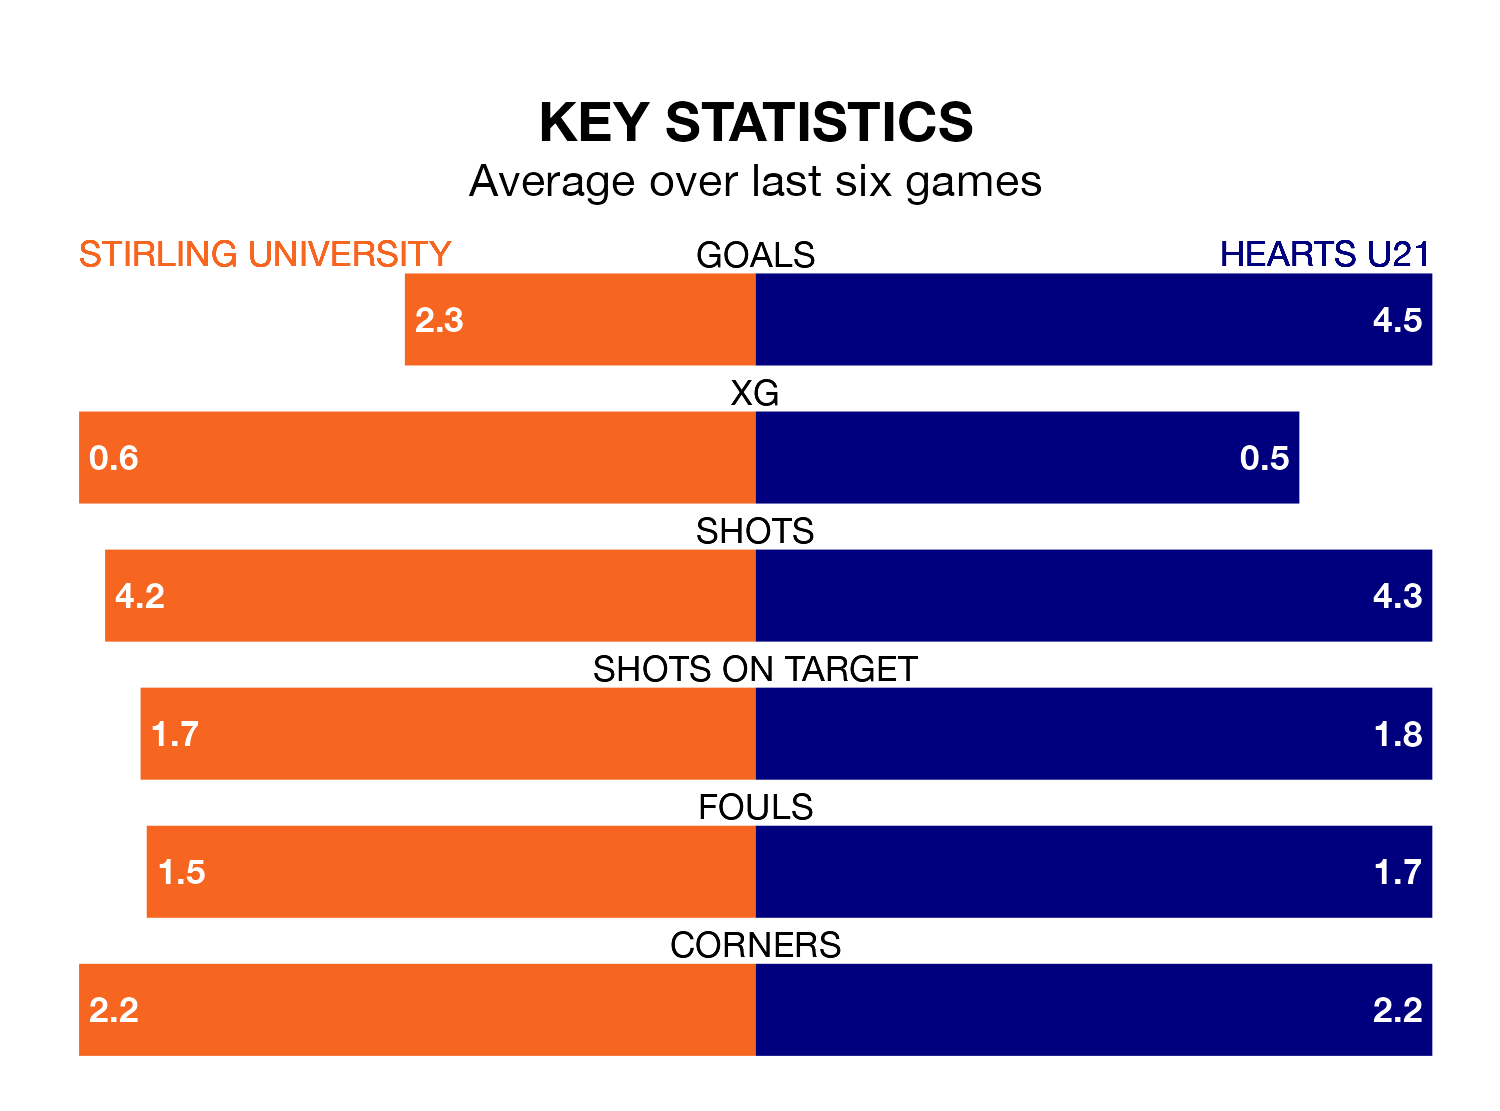 KEY STATISTICS
Average over last six games
STIRLING UNIVERSITY GOALS HEARTS U21
2.3 4.5
XG
0.6 0.5
SHOTS
4.2 4.3
SHOTS ON TARGET
1.7 1.8
FOULS
1.5 1.7
CORNERS
2.2 2.2